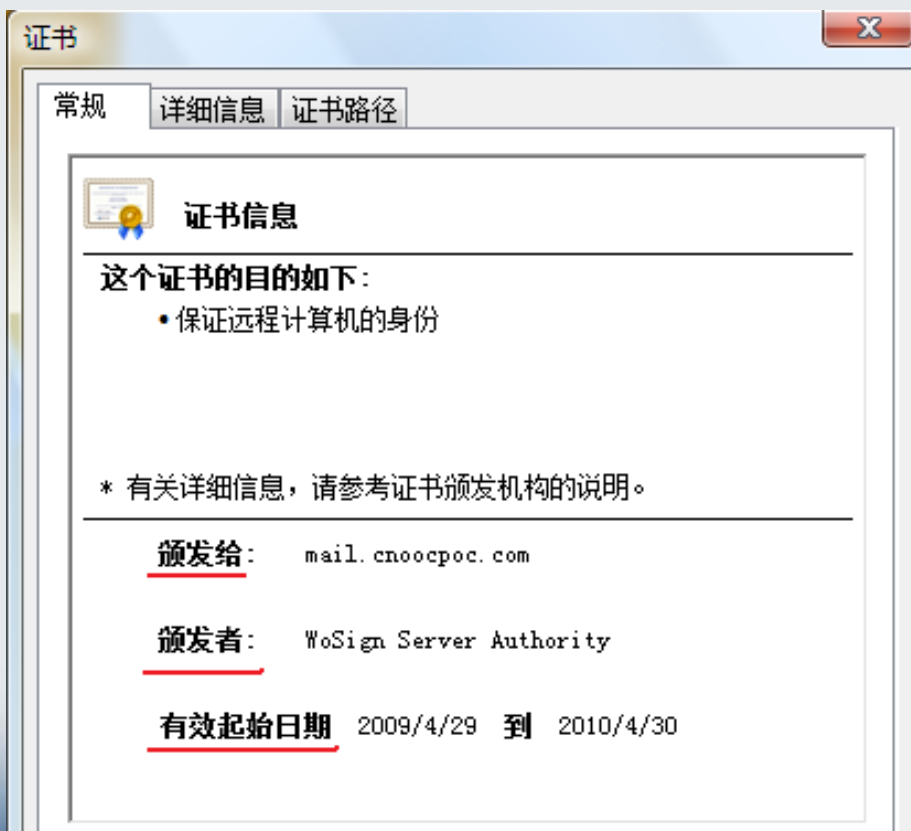 证书
常规 详细信息 证书路径
证书信息
这个证书的目的如下:
•保证远程计算机的身份
* 有关详细信息，请参考证书颁发机构的说明。
颁发给: mail.cnoocpoc.com
颁发者: WoSign Server Authority
有效起始日期 2009/4/29 到 2010/4/30